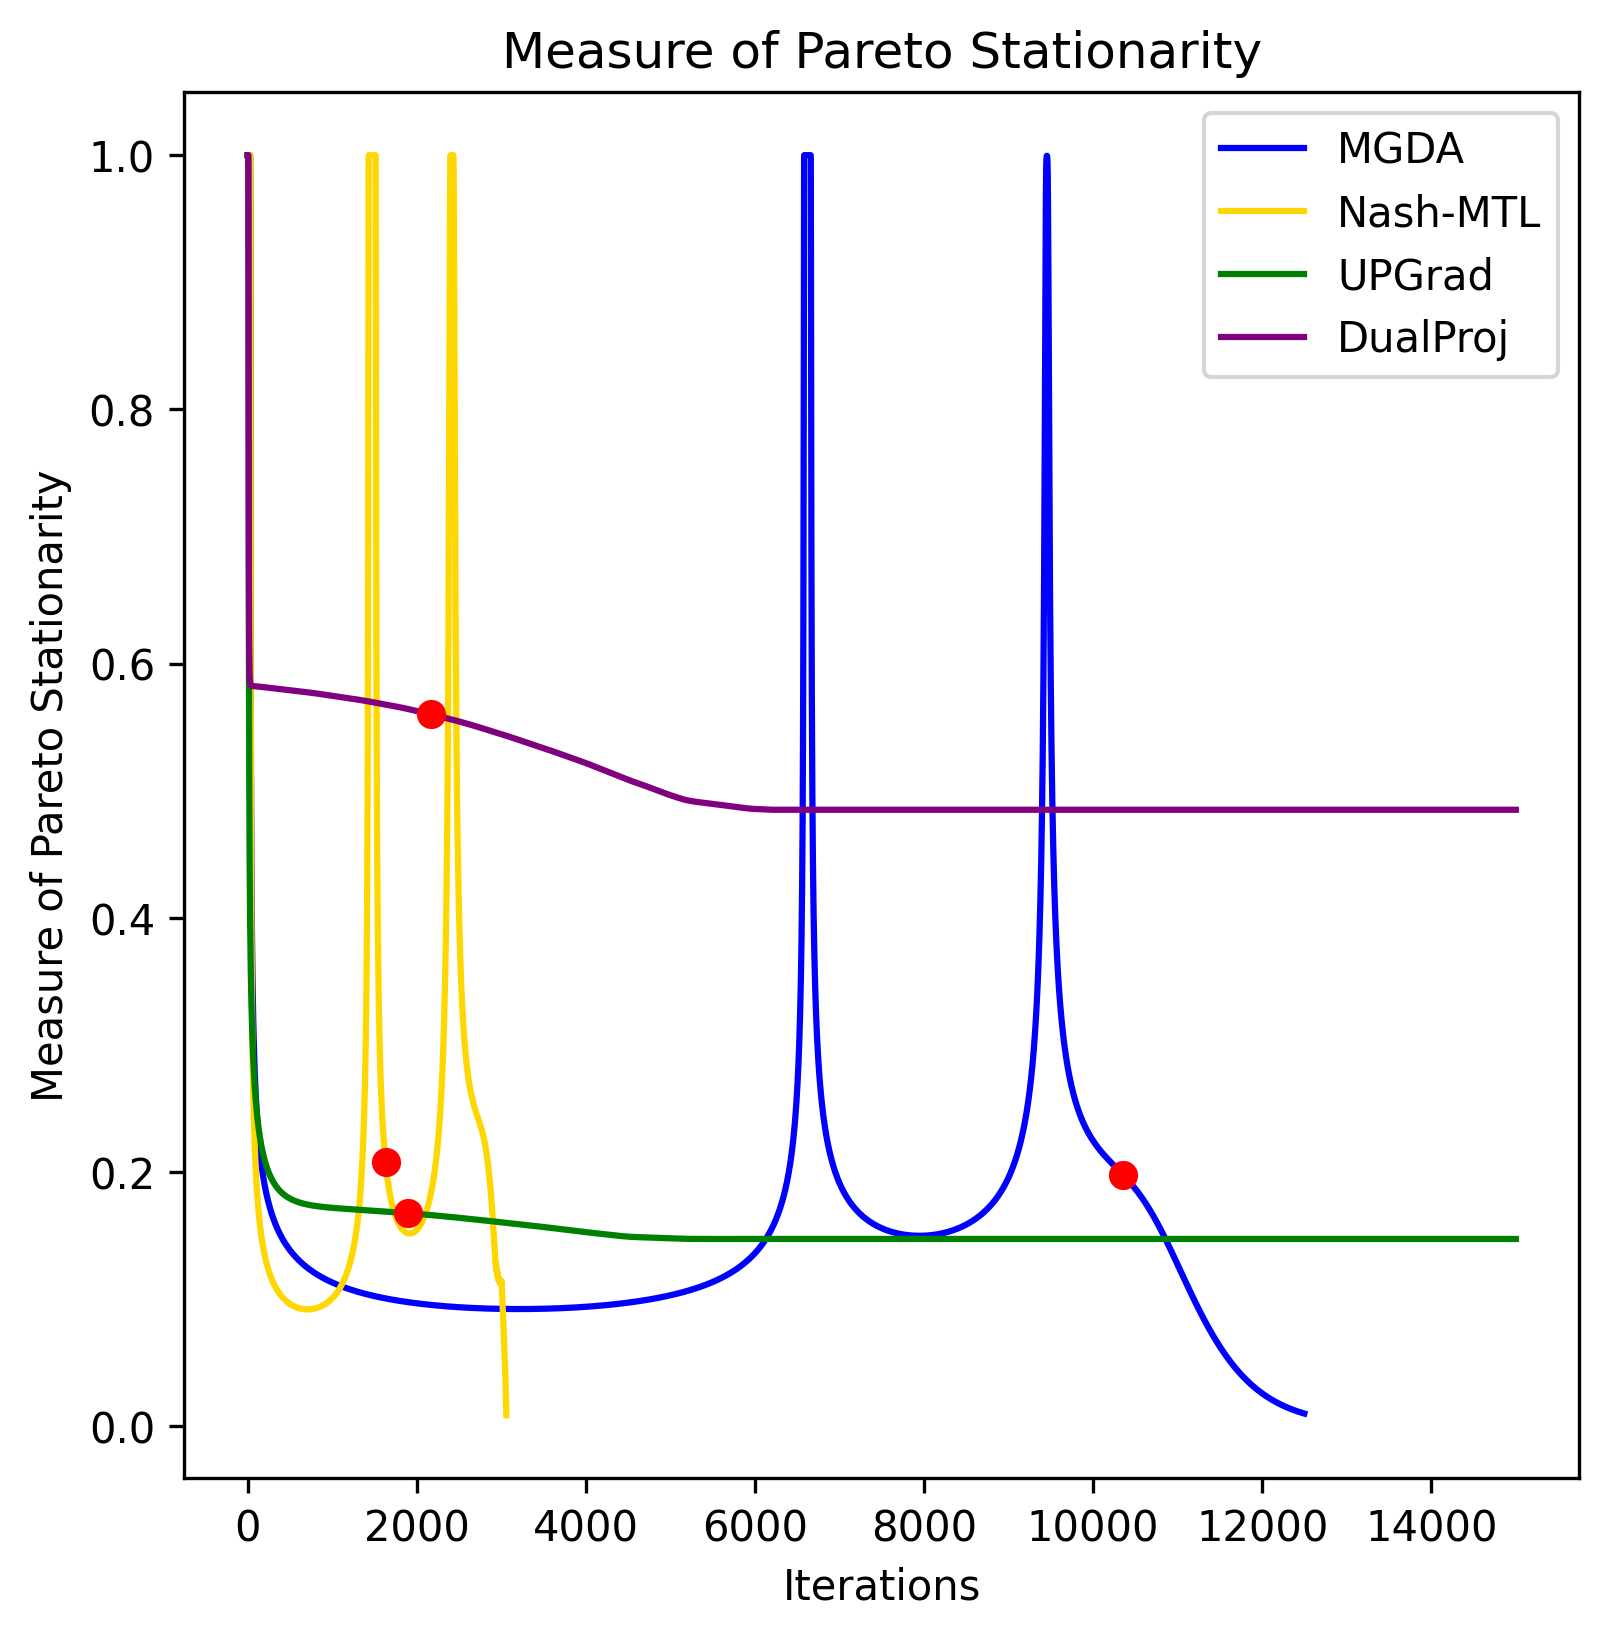 Measure of Pareto Stationarity
MGDA
Nash-MTL
UPGrad
DualProj
Measure of Pareto Stationarity
1.0
0.8
0.6
0.4
0.2
0.0
0 2000 4000 6000 8000 10000 12000 14000
Iterations